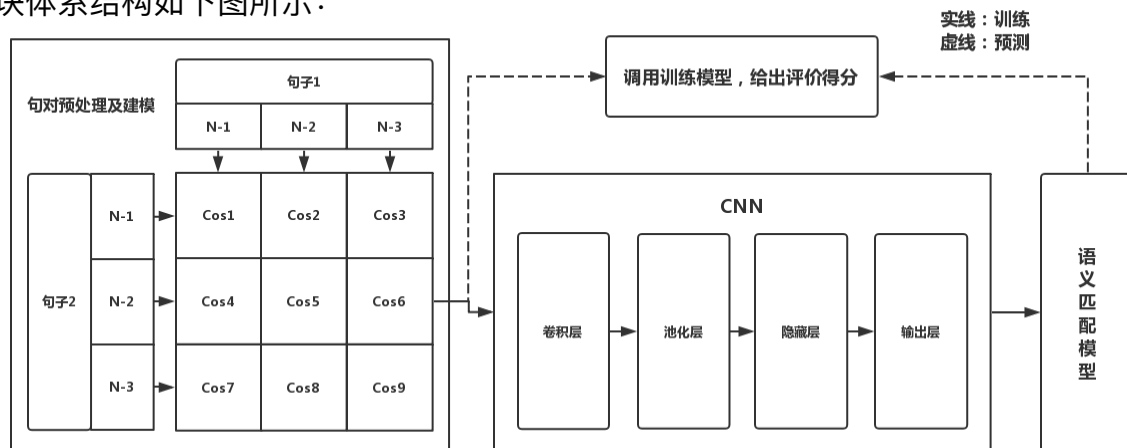 块体系结构如下图所示：
实线：训练
虚线：预测
句对预处理及建模
句子1
N-1 N-2 N-3
句子2
N-1 Cos1 Cos2 Cos3
N-2 Cos4 Cos5 Cos6
N-3 Cos7 Cos8 Cos9
调用训练模型，给出评价得分
CNN
卷积层 池化层 隐藏层 输出层
语
义
匹
配
模
型